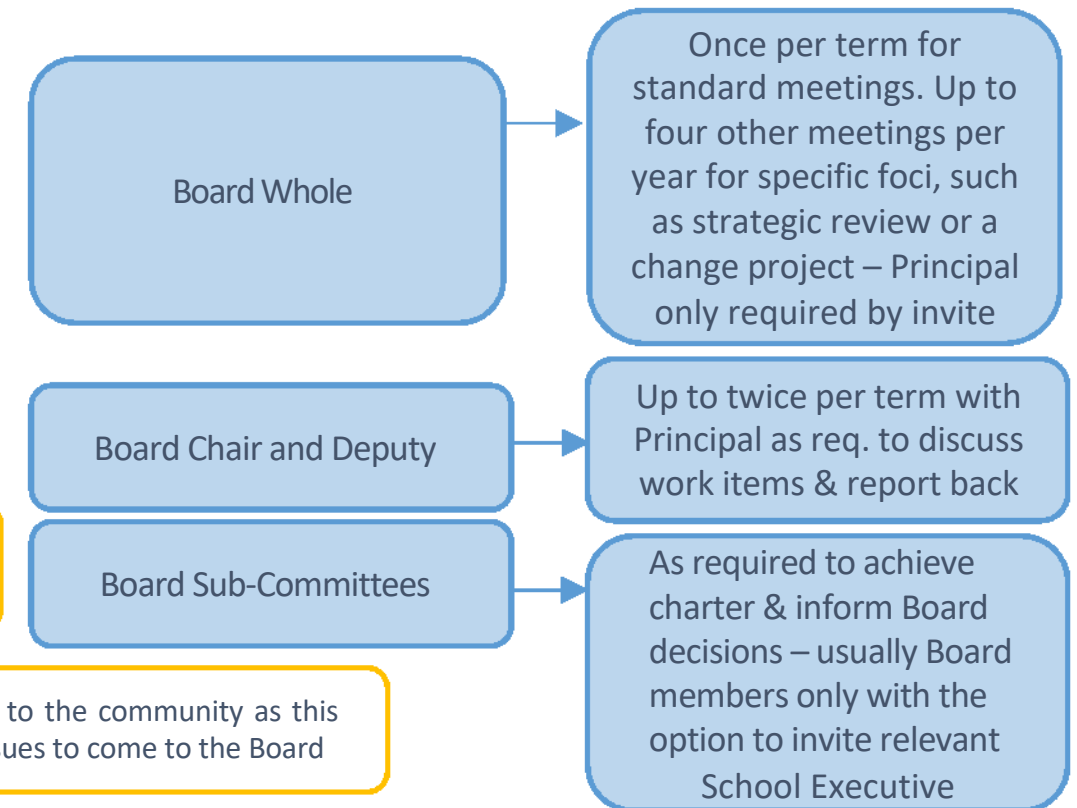 Board Whole
Once per term for
standard meetings. Up to
four other meetings per
year for specific foci, such
as strategic review or a
change project – Principal
only required by invite
Board Chair and Deputy
Up to twice per term with
Principal as req. to discuss
work items & report back
Board Sub-Committees
As required to achieve
charter & inform Board
decisions – usually Board
members only with the
option to invite relevant
School Executive
to the community as this
sues to come to the Board